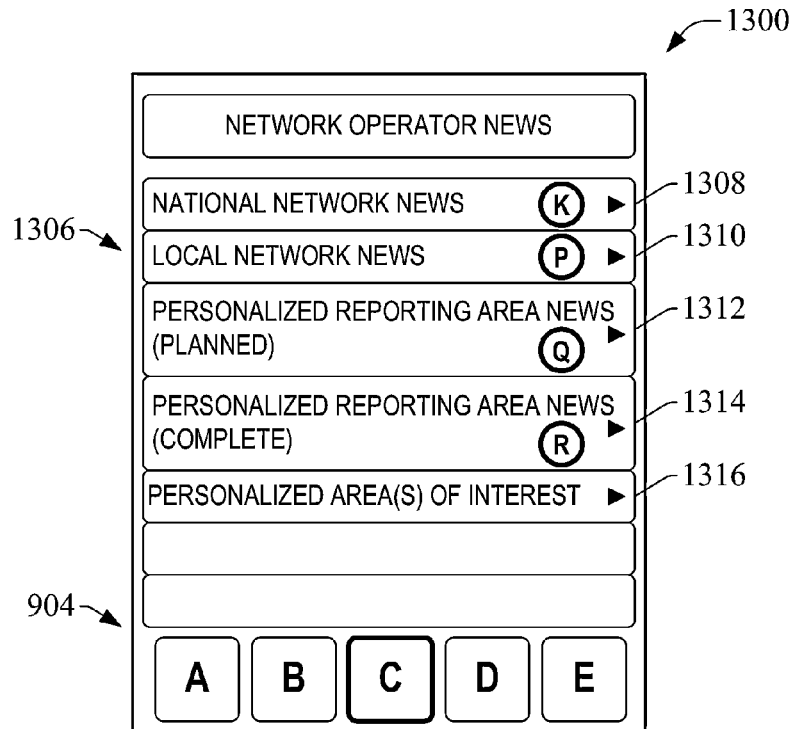 1300
NETWORK OPERATOR NEWS
NATIONAL NETWORK NEWS K ▶ 1308
1306
LOCAL NETWORK NEWS P ▶ 1310
PERSONALIZED REPORTING AREA NEWS ▶ 1312
(PLANNED) Q
PERSONALIZED REPORTING AREA NEWS ▶ 1314
(COMPLETE) R
PERSONALIZED AREA(S) OF INTEREST ▶ 1316
904
A B C D E